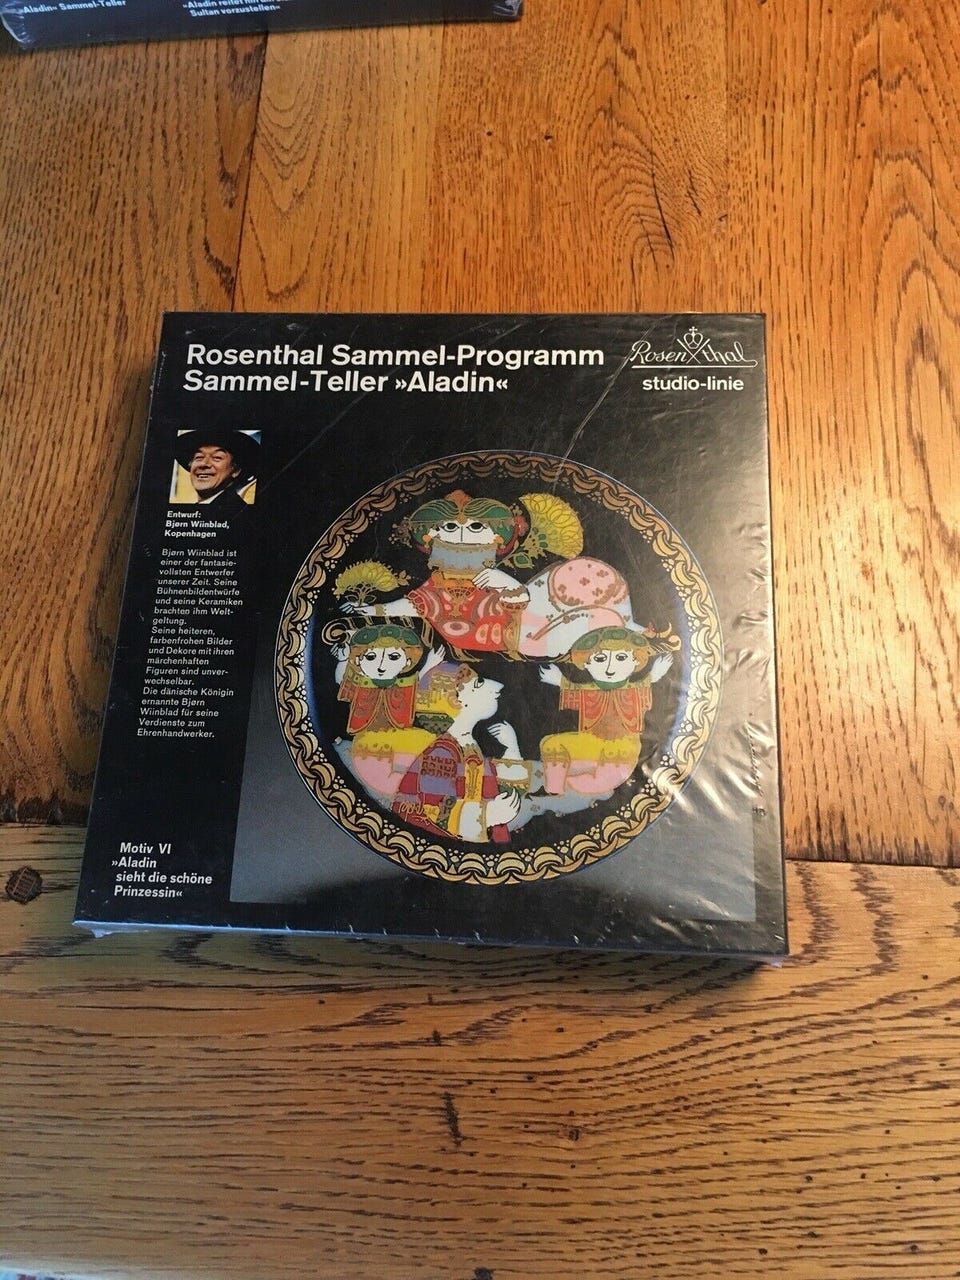 »Aladin« Sammel-Teller
»Aladin reitet
Sultan vorzustellen«
Rosenthal Sammel-Programm
Sammel-Teller »Aladin«
Rosenthal
studio-linie
Entwurf:
Bjørn Wiinblad,
Kopenhagen
Bjørn Wiinblad ist
einer der fantasie-
vollsten Entwerfer
unserer Zeit. Seine
Bühnenbildentwürfe
und seine Keramiken
brachten ihm Welt-
geltung.
Seine heiteren,
farbenfrohen Bilder
und Dekore mit ihren
märchenhaften
Figuren sind unver-
wechselbar.
Die dänische Königin
ernannte Bjørn
Wiinblad für seine
Verdienste zum
Ehrenhandwerker.
Motiv VI
»Aladin
sieht die schöne
Prinzessin«